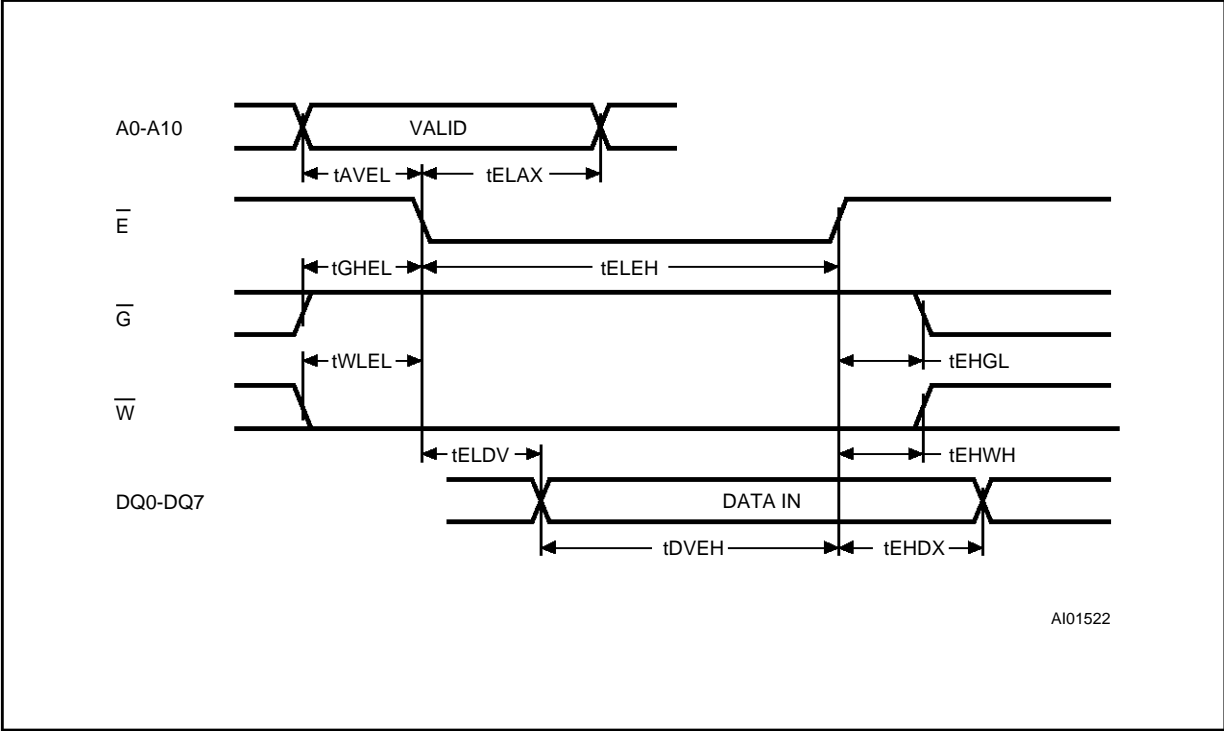 A0-A10
VALID
tAVEL
tELAX
E̅
tGHEL
tELEH
G̅
tWLEL
tEHGL
W̅
tELDV
tEHWH
DQ0-DQ7
DATA IN
tDVEH
tEHDX
AI01522